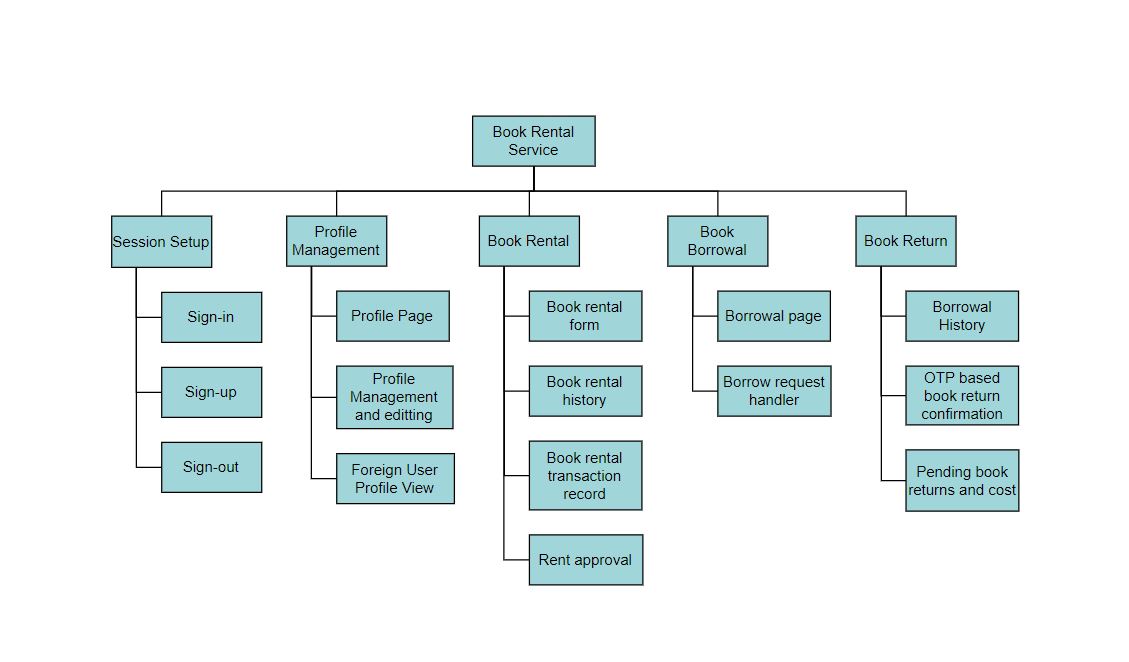 Book Rental
Service
Session Setup
Profile
Management
Book Rental
Book
Borrowal
Book Return
Sign-in
Sign-up
Sign-out
Profile Page
Profile
Management
and editting
Foreign User
Profile View
Book rental
form
Book rental
history
Book rental
transaction
record
Rent approval
Borrowal page
Borrow request
handler
Borrowal
History
OTP based
book return
confirmation
Pending book
returns and cost